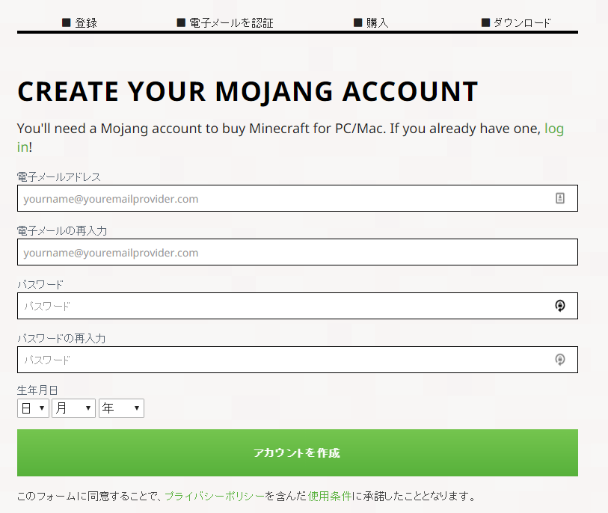 ■ 登録 ■ 電子メールを認証 ■ 購入 ■ ダウンロード
CREATE YOUR MOJANG ACCOUNT
You'll need a Mojang account to buy Minecraft for PC/Mac. If you already have one, log
in!
電子メールアドレス
yourname@youremailprovider.com
電子メールの再入力
yourname@youremailprovider.com
パスワード
パスワード
パスワードの再入力
パスワード
生年月日
日 月 年
アカウントを作成
このフォームに同意することで、プライバシーポリシーを含んだ使用条件に承諾したこととなります。